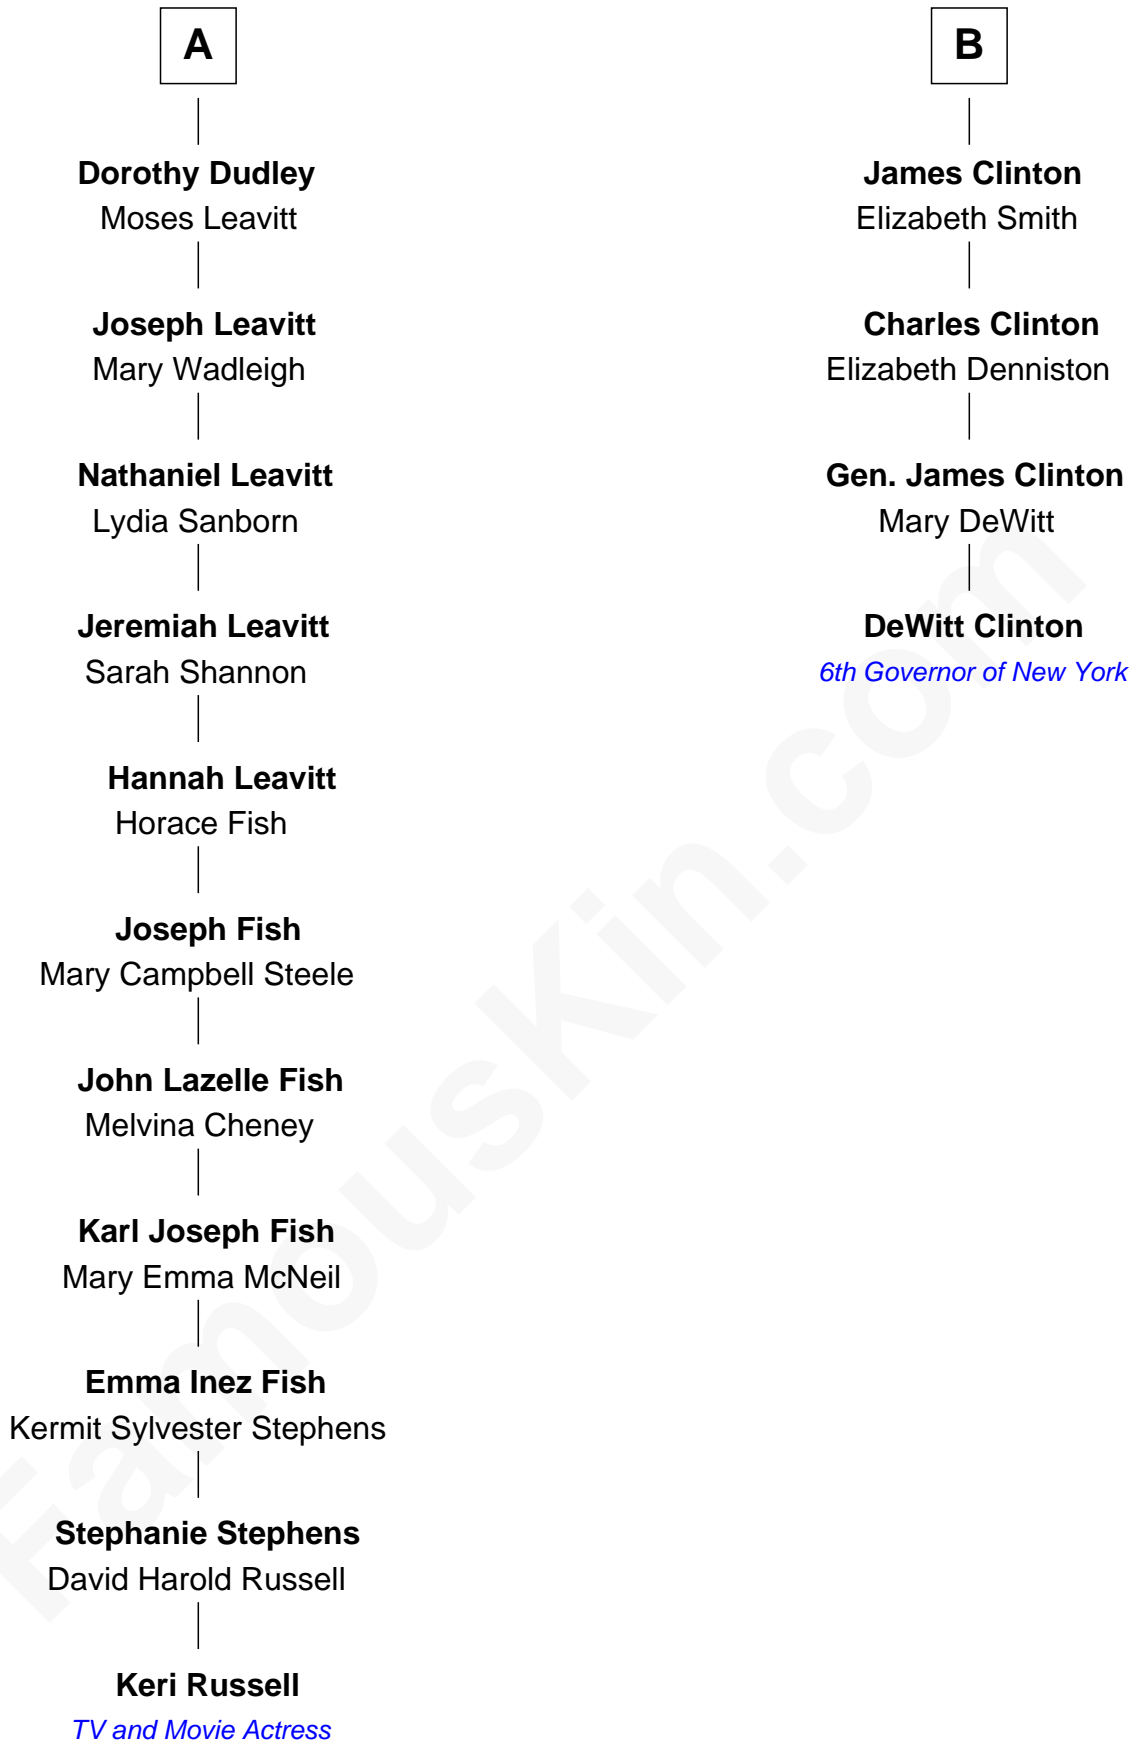 A
Dorothy Dudley
Moses Leavitt
Joseph Leavitt
Mary Wadleigh
Nathaniel Leavitt
Lydia Sanborn
Jeremiah Leavitt
Sarah Shannon
Hannah Leavitt
Horace Fish
Joseph Fish
Mary Campbell Steele
John Lazelle Fish
Melvina Cheney
Karl Joseph Fish
Mary Emma McNeil
Emma Inez Fish
Kermit Sylvester Stephens
Stephanie Stephens
David Harold Russell
Keri Russell
TV and Movie Actress
B
James Clinton
Elizabeth Smith
Charles Clinton
Elizabeth Denniston
Gen. James Clinton
Mary DeWitt
DeWitt Clinton
6th Governor of New York
FamousKin.com